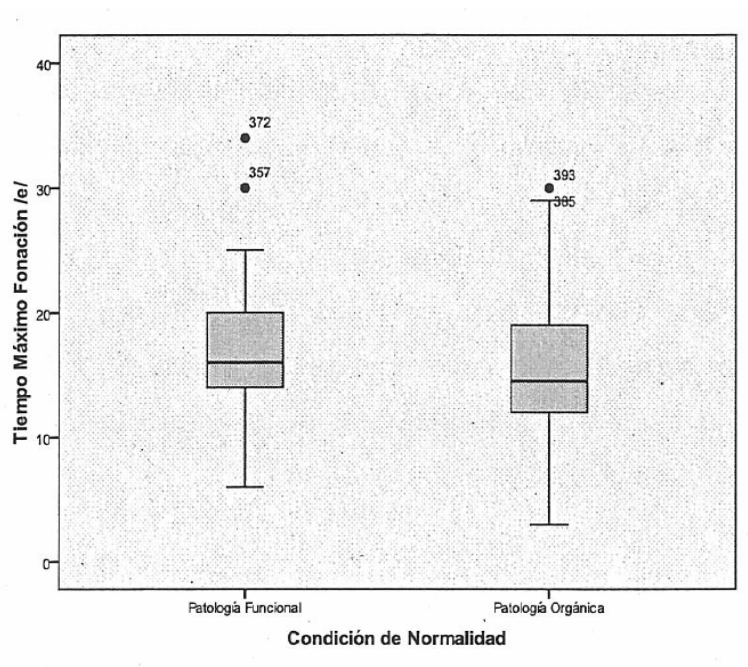 40
372
357
30
393
385
20
10
0
Tiempo Máximo Fonación /e/
Patología Funcional
Patología Orgánica
Condición de Normalidad